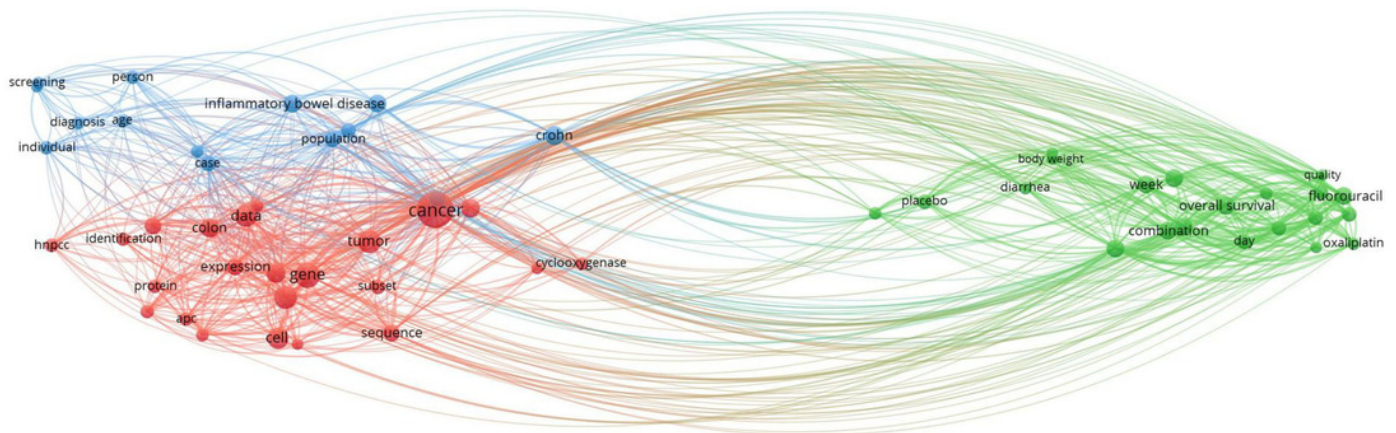 screening
person
inflammatory bowel disease
diagnosis
age
population
crohn
individual
case
body weight
quality
diarrhea
week
fluorouracil
placebo
overall survival
cancer
data
colon
combination
day
oxaliplatin
hnpcc
identification
tumor
expression
gene
cyclooxygenase
protein
subset
apc
cell
sequence